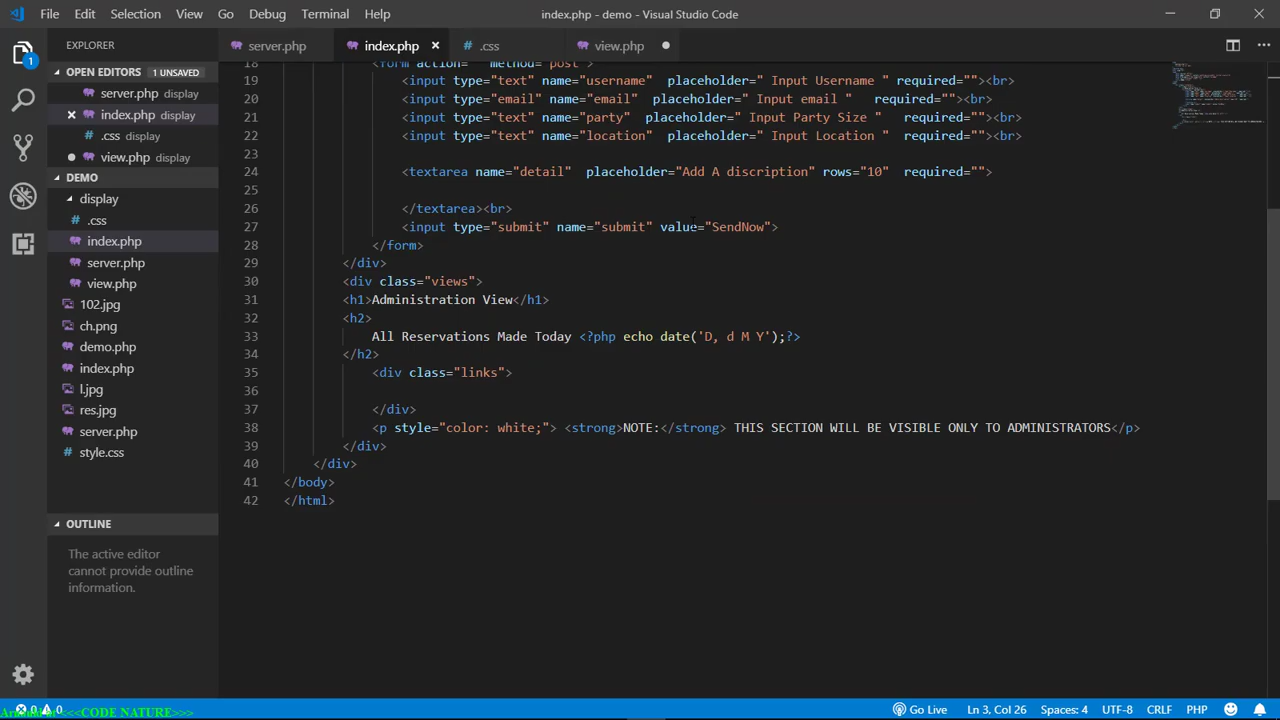 File Edit Selection View Go Debug Terminal Help index.php - demo - Visual Studio Code
EXPLORER
server.php index.php .css view.php
OPEN EDITORS 1 UNSAVED
server.php display
index.php display
.css display
view.php display
DEMO
display
.css
index.php
server.php
view.php
102.jpg
ch.png
demo.php
index.php
l.jpg
res.jpg
server.php
style.css
OUTLINE
The active editor
cannot provide outline
information.
18 <form action="" method="post">
19 <input type="text" name="username" placeholder=" Input Username " required=""><br>
20 <input type="email" name="email" placeholder=" Input email " required=""><br>
21 <input type="text" name="party" placeholder=" Input Party Size " required=""><br>
22 <input type="text" name="location" placeholder=" Input Location " required=""><br>
23
24 <textarea name="detail" placeholder="Add A discription" rows="10" required="">
25
26 </textarea><br>
27 <input type="submit" name="submit" value="SendNow">
28 </form>
29 </div>
30 <div class="views">
31 <h1>Administration View</h1>
32 <h2>
33 All Reservations Made Today <?php echo date('D, d M Y');?>
34 </h2>
35 <div class="links">
36
37 </div>
38 <p style="color: white;"> <strong>NOTE:</strong> THIS SECTION WILL BE VISIBLE ONLY TO ADMINISTRATORS</p>
39 </div>
40 </div>
41 </body>
42 </html>
1
0 0 <<<CODE NATURE>>> Go Live Ln 3, Col 26 Spaces: 4 UTF-8 CRLF PHP